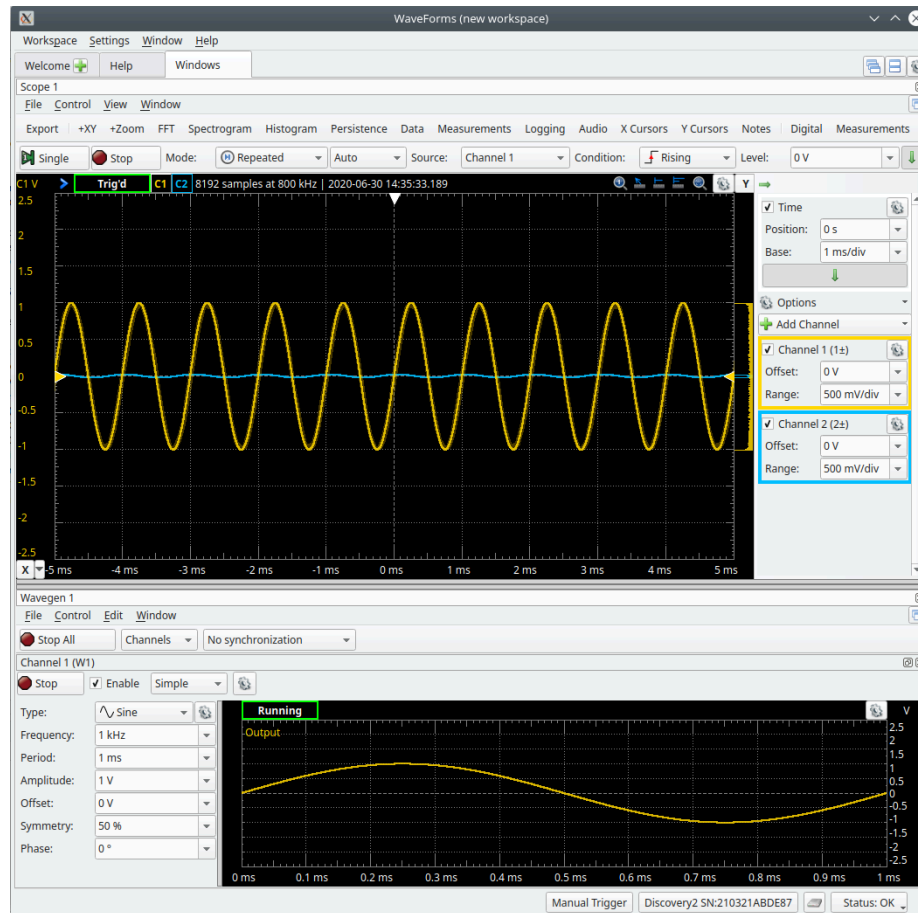 WaveForms (new workspace)
Workspace Settings Window Help
Welcome Help Windows
Scope 1
File Control View Window
Export +XY +Zoom FFT Spectrogram Histogram Persistence Data Measurements Logging Audio X Cursors Y Cursors Notes Digital Measurements
Single Stop Mode: Repeated Auto Source: Channel 1 Condition: Rising Level: 0 V
C1 V Trig'd C1 C2 8192 samples at 800 kHz | 2020-06-30 14:35:33.189 Y
2.5
2
1.5
1
0.5
0
-0.5
-1
-1.5
-2
-2.5
X -5 ms -4 ms -3 ms -2 ms -1 ms 0 ms 1 ms 2 ms 3 ms 4 ms 5 ms
Time
Position: 0 s
Base: 1 ms/div
Options
Add Channel
Channel 1 (1±)
Offset: 0 V
Range: 500 mV/div
Channel 2 (2±)
Offset: 0 V
Range: 500 mV/div
Wavegen 1
File Control Edit Window
Stop All Channels No synchronization
Channel 1 (W1)
Stop Enable Simple
Type: Sine
Frequency: 1 kHz
Period: 1 ms
Amplitude: 1 V
Offset: 0 V
Symmetry: 50 %
Phase: 0 °
Running V
Output
2.5
2
1.5
1
0.5
0
-0.5
-1
-1.5
-2
-2.5
0 ms 0.1 ms 0.2 ms 0.3 ms 0.4 ms 0.5 ms 0.6 ms 0.7 ms 0.8 ms 0.9 ms 1 ms
Manual Trigger Discovery2 SN:210321ABDE87 Status: OK